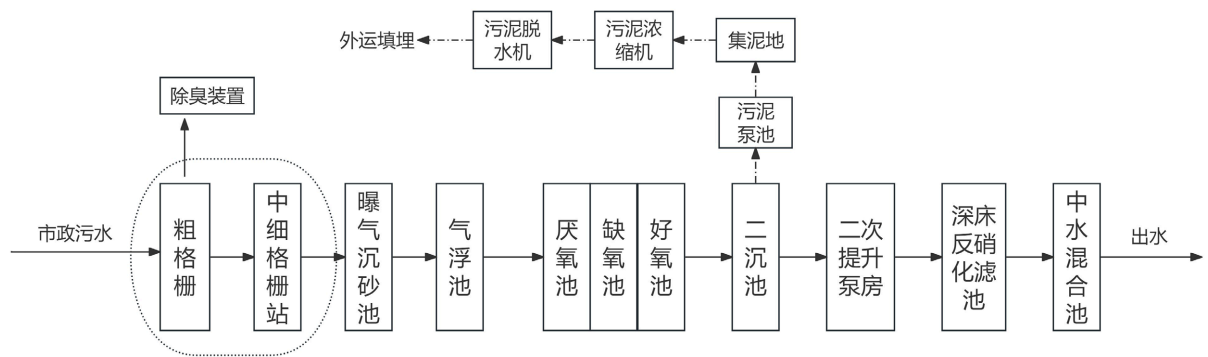 外运填埋
污泥脱
水机
污泥浓
缩机
集泥地
除臭装置
污泥
泵池
市政污水
粗格栅
中细格栅站
曝气沉砂池
气浮池
厌氧池
缺氧池
好氧池
二沉池
二次
提升
泵房
深床
反硝
化滤
池
中水混合池
出水